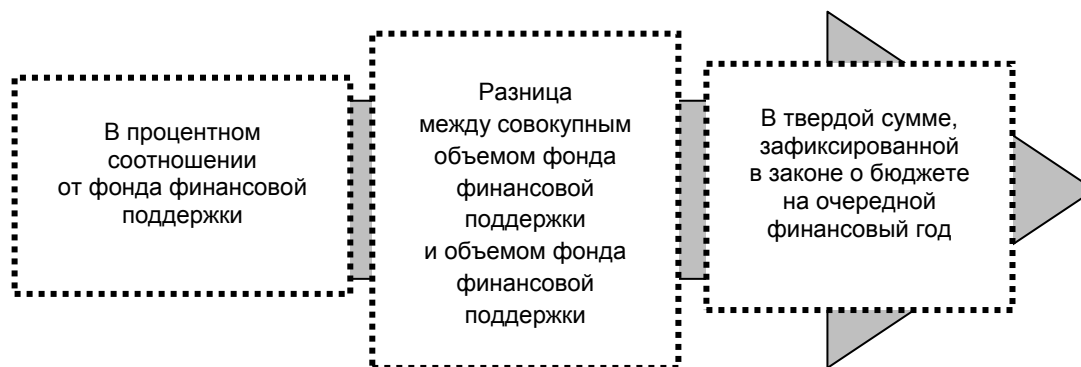 В процентном
соотношении
от фонда финансовой
поддержки
Разница
между совокупным
объемом фонда
финансовой
поддержки
и объемом фонда
финансовой
поддержки
В твердой сумме,
зафиксированной
в законе о бюджете
на очередной
финансовый год